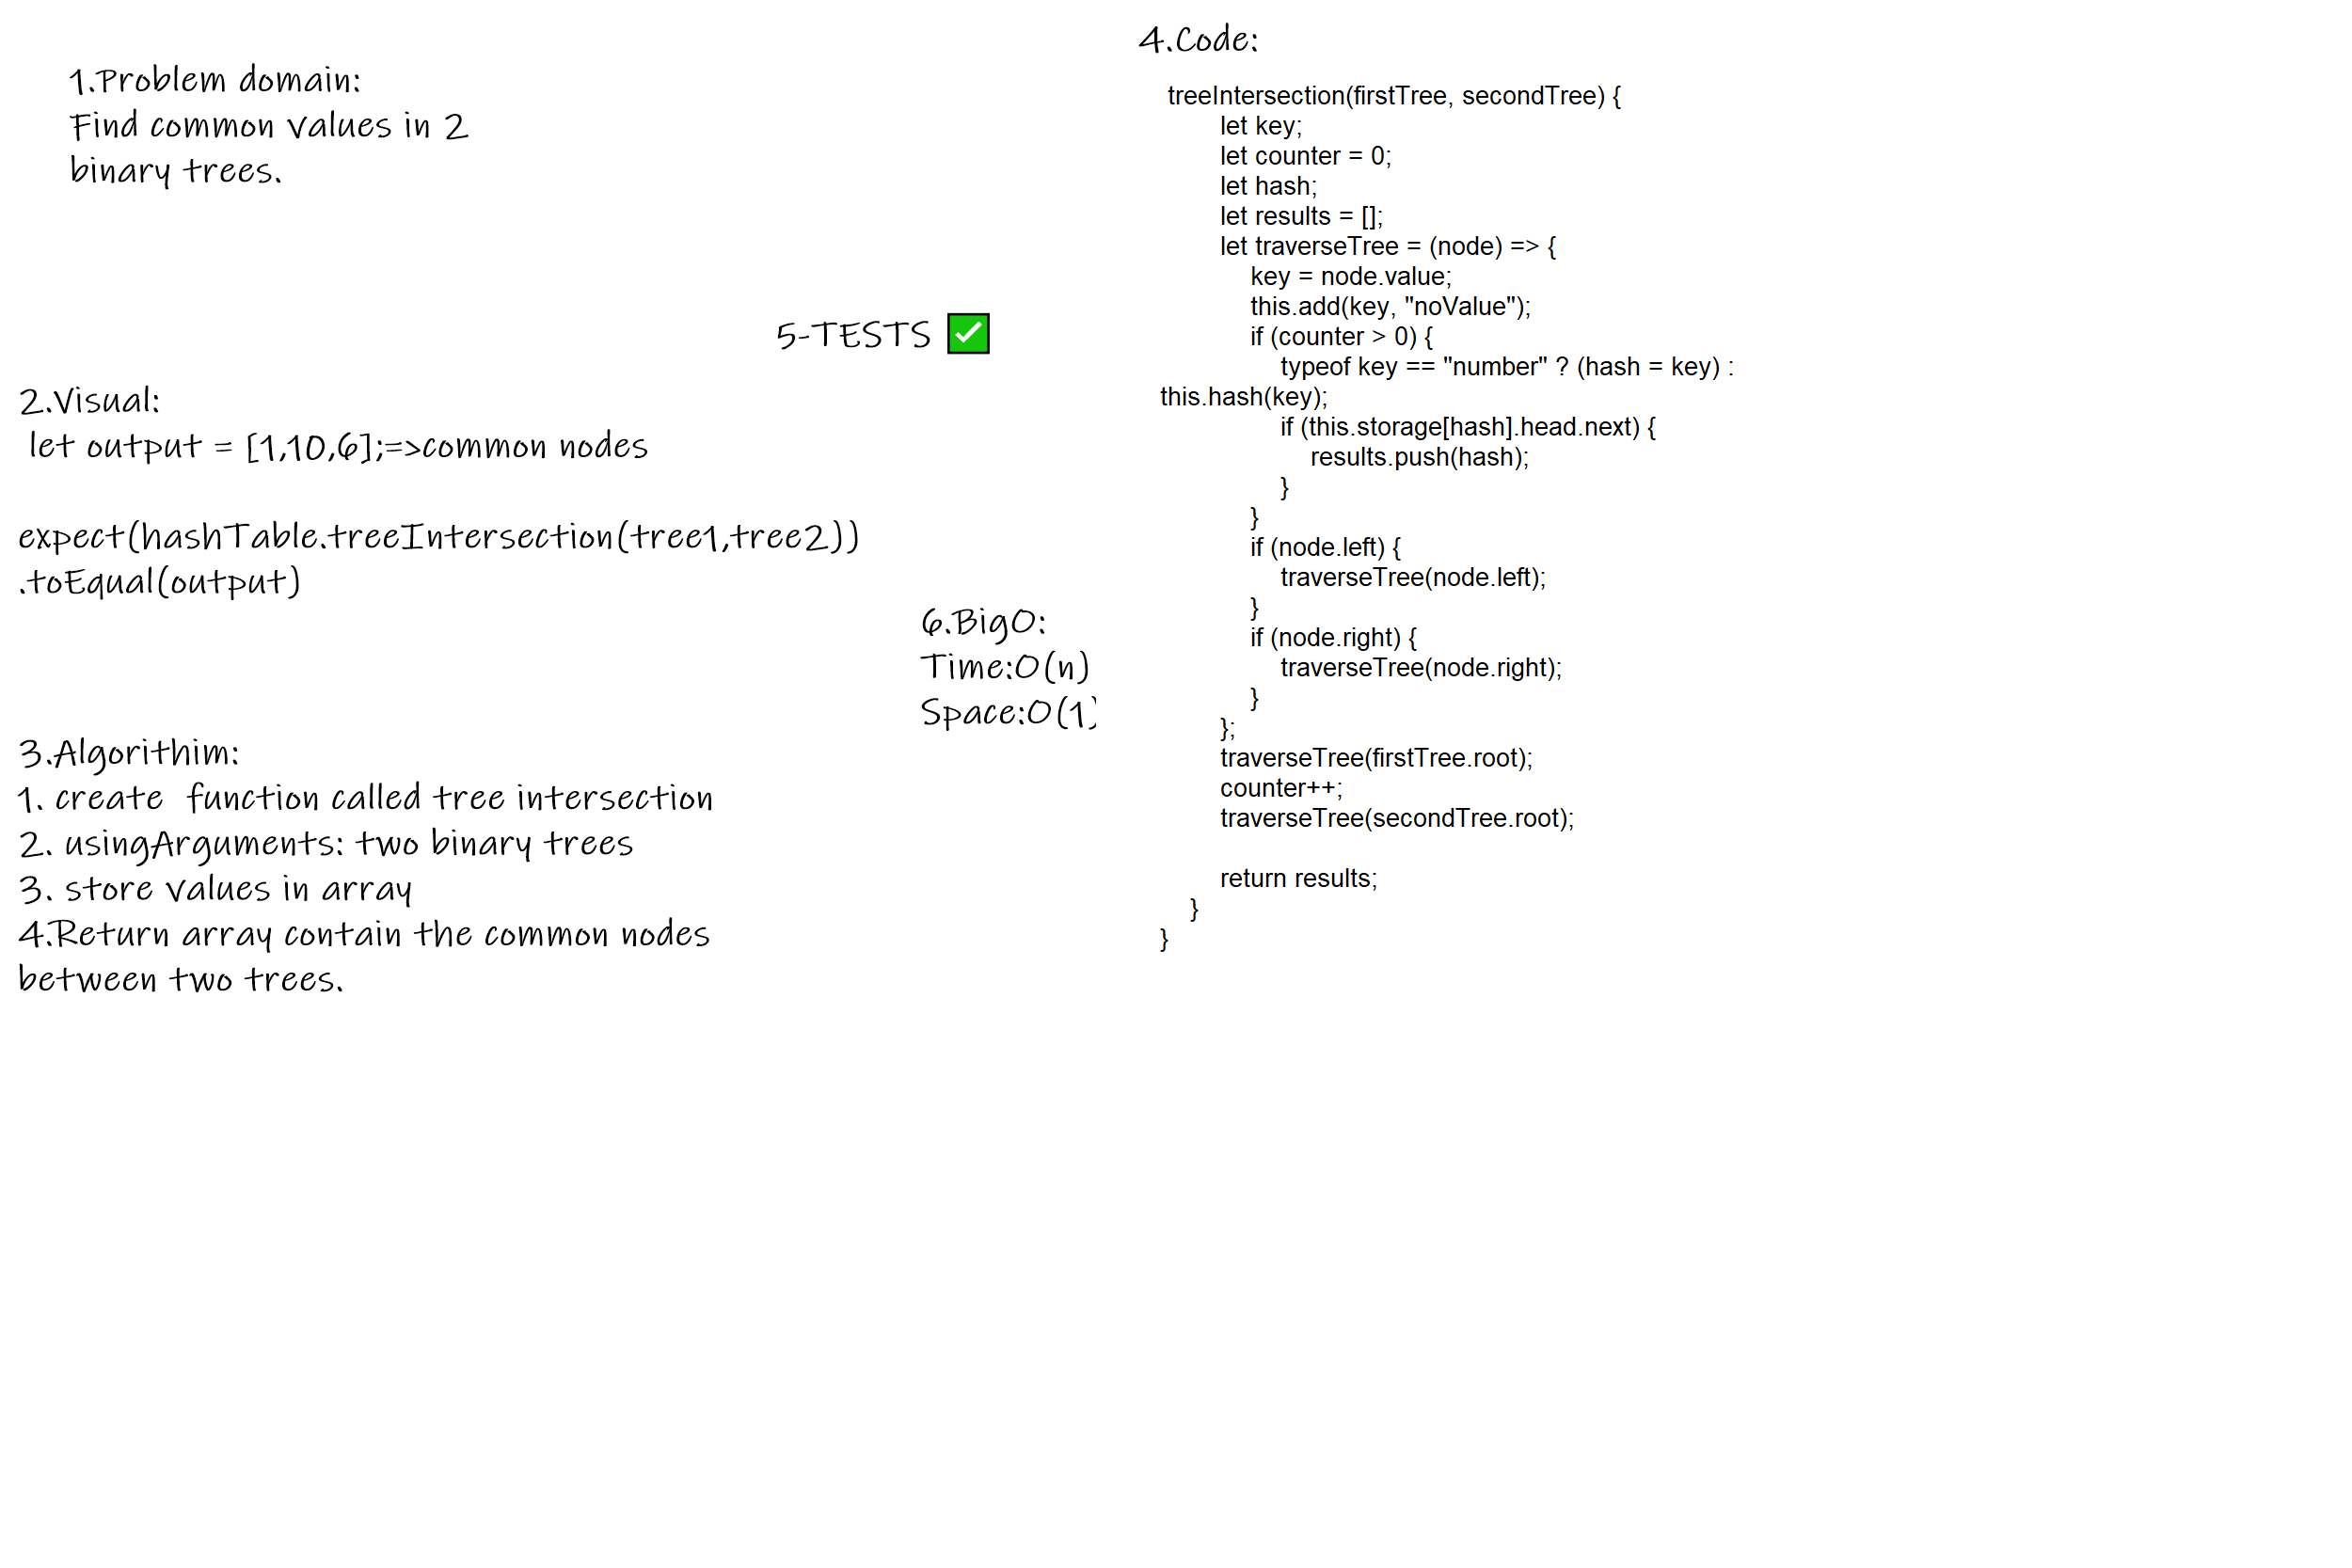 1.Problem domain:
Find common values in 2
binary trees.
5-TESTS ✅
2.Visual:
let output = [1,10,6];=>common nodes
expect(hashTable.treeIntersection(tree1,tree2))
.toEqual(output)
6.BigO:
Time:O(n)
Space:O(1)
3.Algorithim:
1. create  function called tree intersection
2. usingArguments: two binary trees
3. store values in array
4.Return array contain the common nodes
between two trees.
4.Code:
treeIntersection(firstTree, secondTree) {
let key;
let counter = 0;
let hash;
let results = [];
let traverseTree = (node) => {
key = node.value;
this.add(key, "noValue");
if (counter > 0) {
typeof key == "number" ? (hash = key) :
this.hash(key);
if (this.storage[hash].head.next) {
results.push(hash);
}
}
if (node.left) {
traverseTree(node.left);
}
if (node.right) {
traverseTree(node.right);
}
};
traverseTree(firstTree.root);
counter++;
traverseTree(secondTree.root);
return results;
}
}